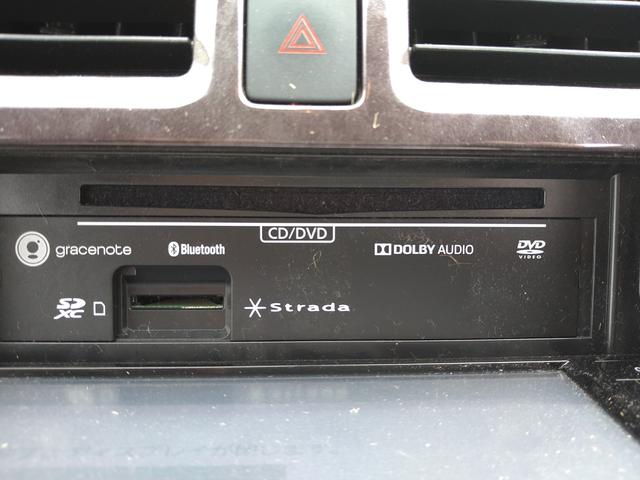 CD/DVD
gracenote Bluetooth DOLBY AUDIO DVD VIDEO
SD XC Strada